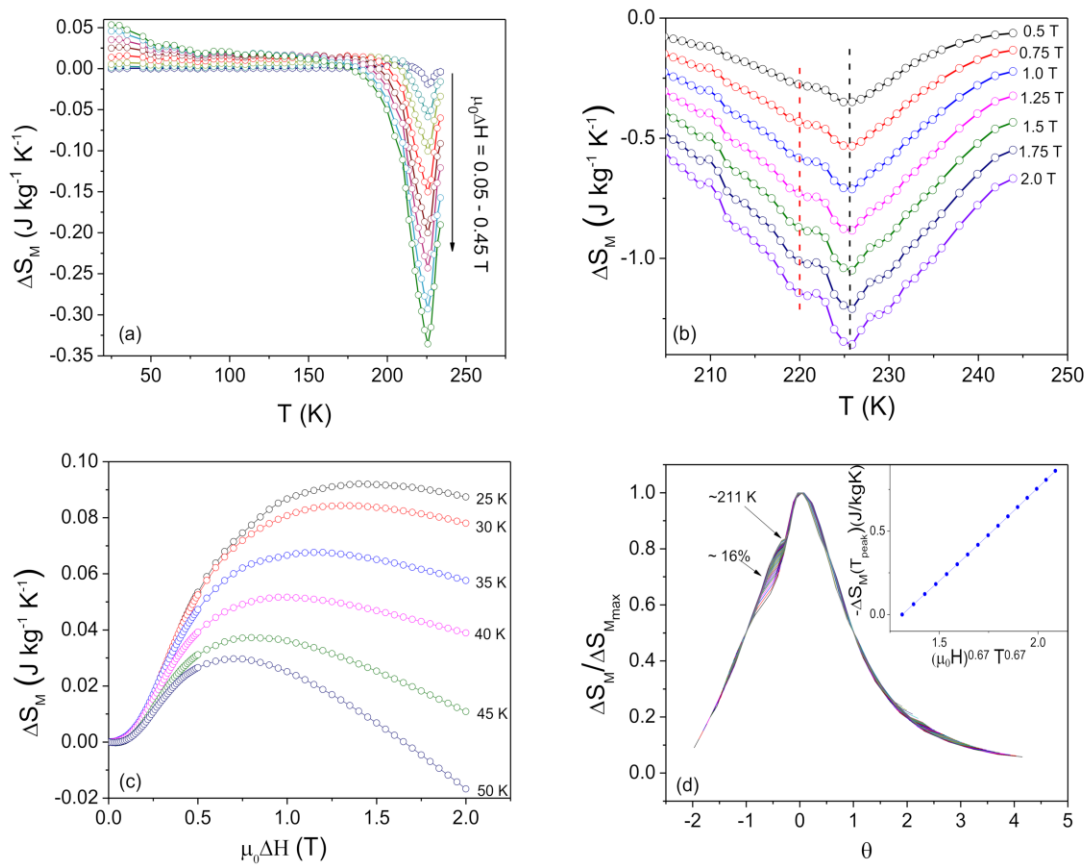 0.05
0.00
-0.05
-0.10
-0.15
-0.20
-0.25
-0.30
-0.35
ΔS_M (J kg⁻¹ K⁻¹)
(a)
μ₀ΔH = 0.05 - 0.45 T
50
100
150
200
250
T (K)
0.0
-0.5
-1.0
ΔS_M (J kg⁻¹ K⁻¹)
(b)
0.5 T
0.75 T
1.0 T
1.25 T
1.5 T
1.75 T
2.0 T
210
220
230
240
250
T (K)
0.10
0.08
0.06
0.04
0.02
0.00
-0.02
ΔS_M (J kg⁻¹ K⁻¹)
25 K
30 K
35 K
40 K
45 K
50 K
(c)
0.0
0.5
1.0
1.5
2.0
μ₀ΔH (T)
1.0
0.8
0.6
0.4
0.2
0.0
ΔS_M/ΔS_Mmax
~211 K
~ 16%
-ΔS_M(T_peak)(J/kgK)
0.5
0.0
1.5
2.0
(μ₀H)^0.67 T^0.67
(d)
-2
-1
0
1
2
3
4
5
θ